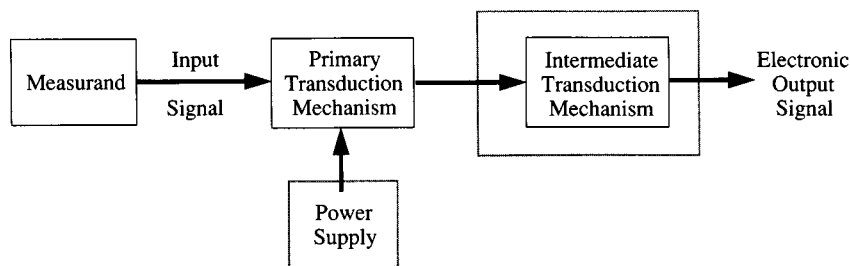 Measurand
Input
Signal
Primary
Transduction
Mechanism
Intermediate
Transduction
Mechanism
Electronic
Output
Signal
Power
Supply